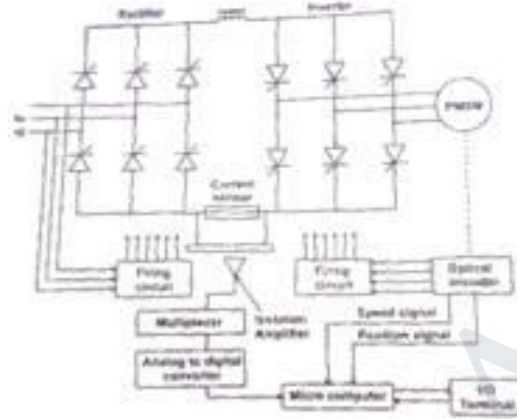 Rectifier
Inverter
PMSM
Current
sensor
Firing
circuit
Firing
circuit
Optical
encoder
Multiplexer
Isolation
Amplifier
Speed signal
Position signal
Analog to digital
converter
Micro computer
I/O
Terminal